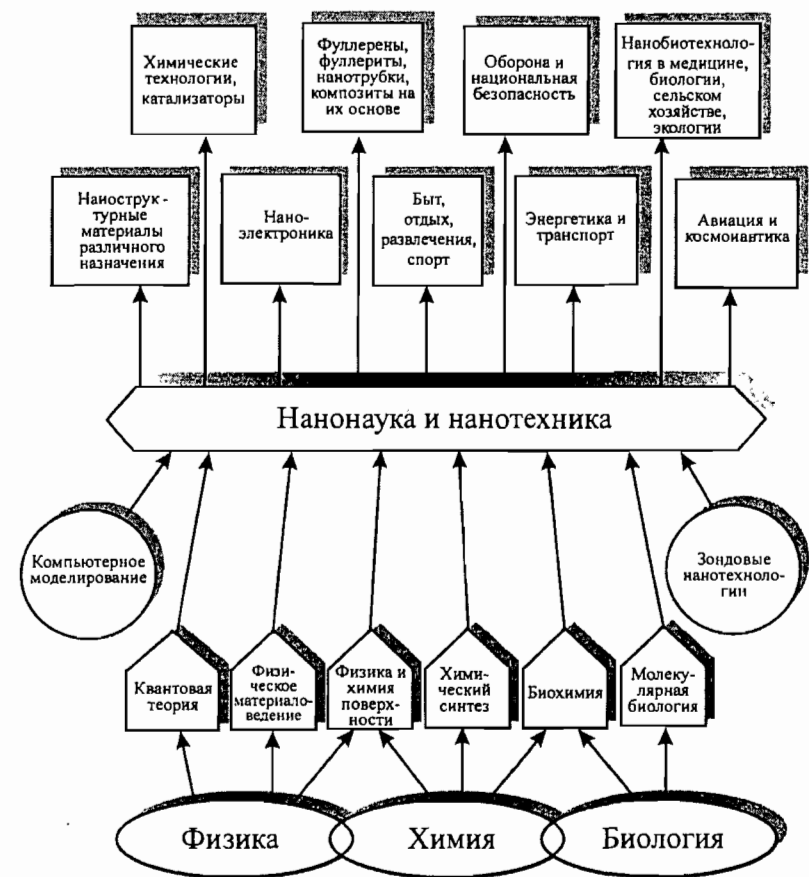 Химические
технологии,
катализаторы
Фуллерены,
фуллериты,
нанотрубки,
композиты на
их основе
Оборона и
национальная
безопасность
Нанобиотехноло-
гия в медицине,
биологии,
сельском
хозяйстве,
экологии
Нанострук-
турные
материалы
различного
назначения
Нано-
электроника
Быт,
отдых,
развлечения,
спорт
Энергетика и
транспорт
Авиация и
космонавтика
Нанонаука и нанотехника
Компьютерное
моделирование
Зондовые
нанотехноло-
гии
Квантовая
теория
Физи-
ческое
материало-
ведение
Физика и
химия
поверх-
ности
Хими-
ческий
синтез
Биохимия
Молеку-
лярная
биология
Физика
Химия
Биология